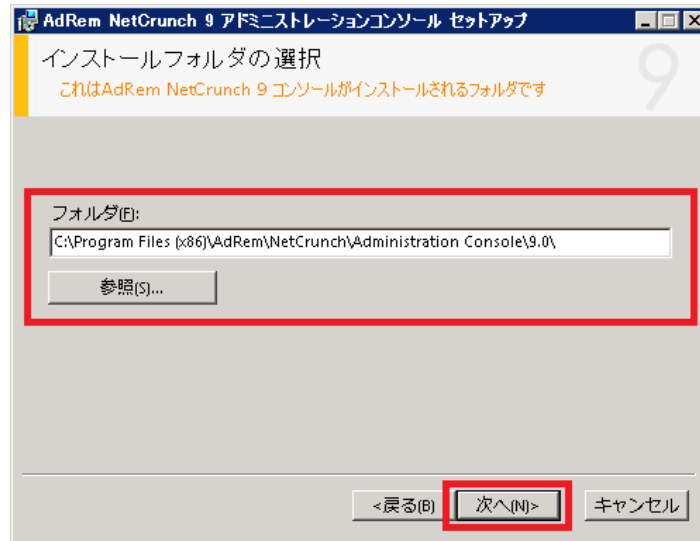 AdRem NetCrunch 9 アドミニストレーションコンソール セットアップ
インストールフォルダの選択
これはAdRem NetCrunch 9 コンソールがインストールされるフォルダです
9
フォルダ(F):
C:\Program Files (x86)\AdRem\NetCrunch\Administration Console\9.0\
参照(S)...
<戻る(B) 次へ(N)> キャンセル